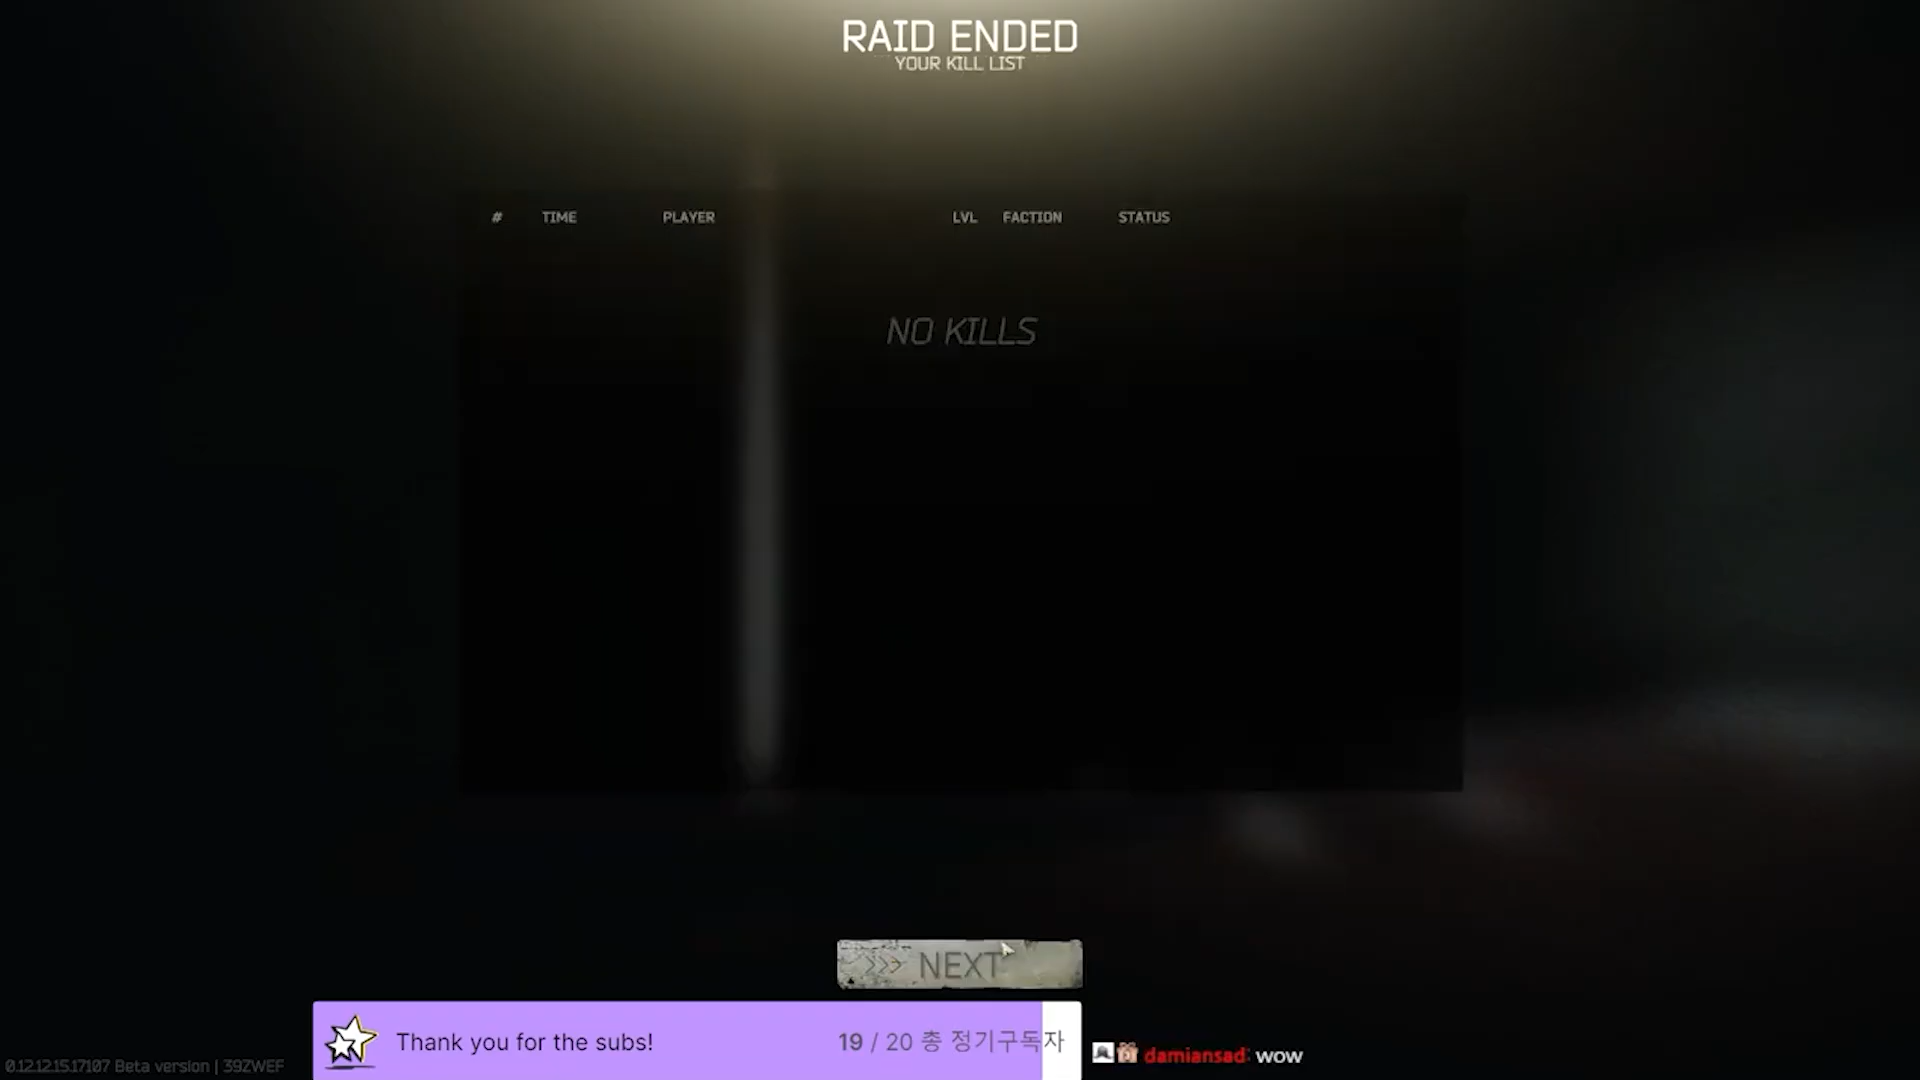 RAID ENDED
YOUR KILL LIST
# TIME PLAYER LVL FACTION STATUS
NO KILLS
>>> NEXT
Thank you for the subs! 19 / 20 총 정기구독자
damiansad: wow
0.12.12.15.17107 Beta version | 39ZWEF